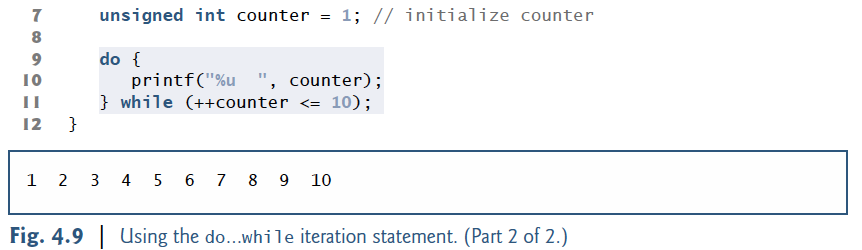 7 unsigned int counter = 1; // initialize counter
8
9 do {
10 printf("%u  ", counter);
11 } while (++counter <= 10);
12 }
1 2 3 4 5 6 7 8 9 10
Fig. 4.9 | Using the do...while iteration statement. (Part 2 of 2.)